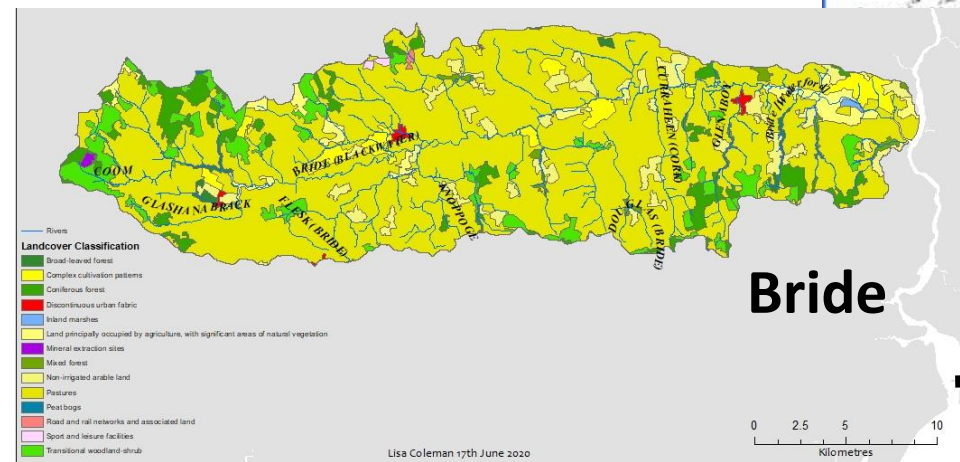 CURRAHEEN (CORK)
GLENABOY
Bride (Waterford)
BRIDE (BLACKWATER)
COOM
GLASHANABRACK
FLESK (BRIDE)
KNOPPOGE
DOUGLAS (BRIDE)
Bride
Rivers
Landcover Classification
Broad-leaved forest
Complex cultivation patterns
Coniferous forest
Discontinuous urban fabric
Inland marshes
Land principally occupied by agriculture, with significant areas of natural vegetation
Mineral extraction sites
Mixed forest
Non-irrigated arable land
Pastures
Peat bogs
Road and rail networks and associated land
Sport and leisure facilities
Transitional woodland-shrub
0 2.5 5 10
Kilometres
Lisa Coleman 17th June 2020